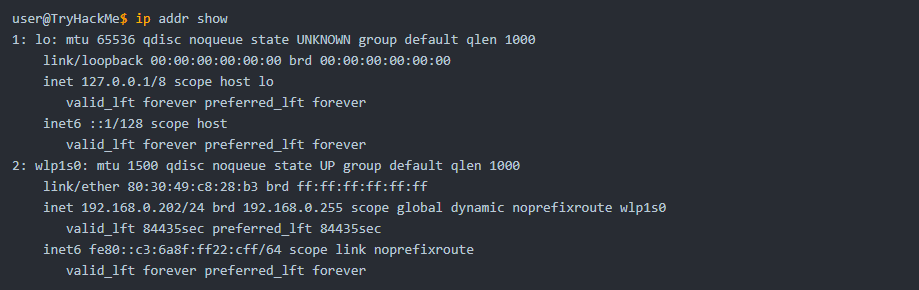 user@TryHackMe$ ip addr show
1: lo: mtu 65536 qdisc noqueue state UNKNOWN group default qlen 1000
link/loopback 00:00:00:00:00:00 brd 00:00:00:00:00:00
inet 127.0.0.1/8 scope host lo
valid_lft forever preferred_lft forever
inet6 ::1/128 scope host
valid_lft forever preferred_lft forever
2: wlp1s0: mtu 1500 qdisc noqueue state UP group default qlen 1000
link/ether 80:30:49:c8:28:b3 brd ff:ff:ff:ff:ff:ff
inet 192.168.0.202/24 brd 192.168.0.255 scope global dynamic noprefixroute wlp1s0
valid_lft 84435sec preferred_lft 84435sec
inet6 fe80::c3:6a8f:ff22:cff/64 scope link noprefixroute
valid_lft forever preferred_lft forever